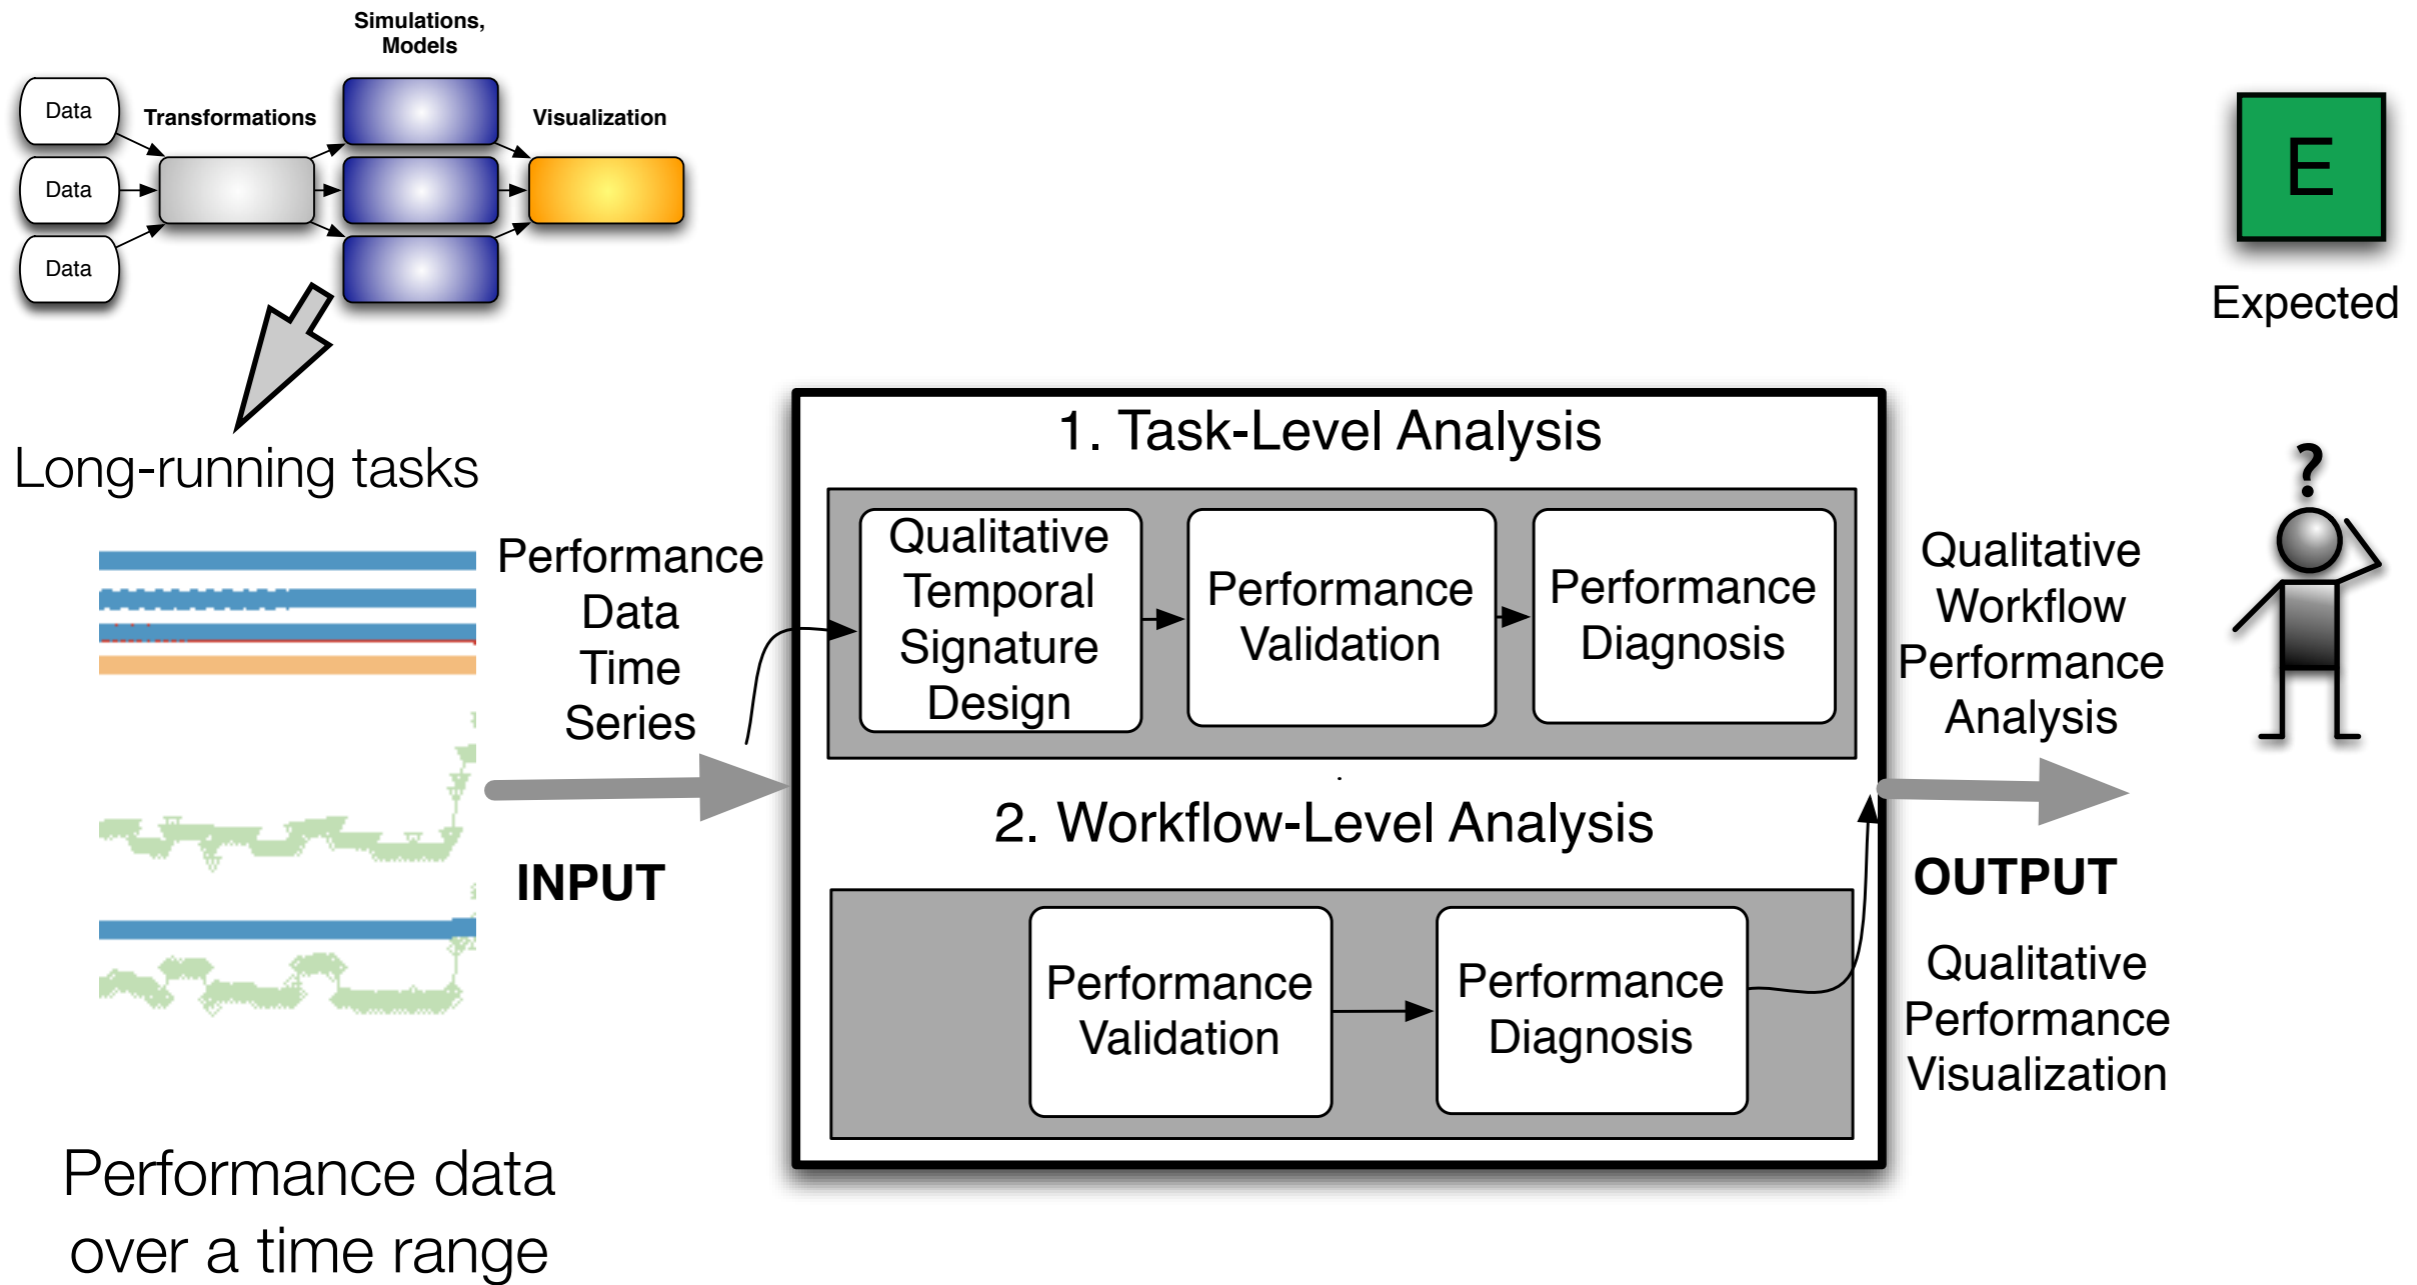 Simulations,
Models
Data
Transformations
Visualization
Data
Data
E
Expected
Long-running tasks
Performance
Data
Time
Series
INPUT
Performance data
over a time range
1. Task-Level Analysis
Qualitative
Temporal
Signature
Design
Performance
Validation
Performance
Diagnosis
2. Workflow-Level Analysis
Performance
Validation
Performance
Diagnosis
?
Qualitative
Workflow
Performance
Analysis
OUTPUT
Qualitative
Performance
Visualization